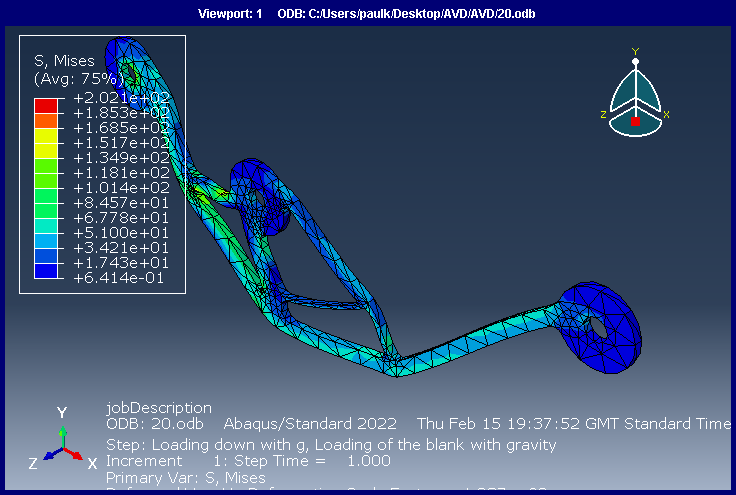 Viewport: 1 ODB: C:/Users/paulk/Desktop/AVD/AVD/20.odb
S, Mises
(Avg: 75%)
+2.021e+02
+1.853e+02
+1.685e+02
+1.517e+02
+1.349e+02
+1.181e+02
+1.014e+02
+8.457e+01
+6.778e+01
+5.100e+01
+3.421e+01
+1.743e+01
+6.414e-01
Y
Z X
Y
Z X
jobDescription
ODB: 20.odb Abaqus/Standard 2022 Thu Feb 15 19:37:52 GMT Standard Time
Step: Loading down with g, Loading of the blank with gravity
Increment 1: Step Time = 1.000
Primary Var: S, Mises